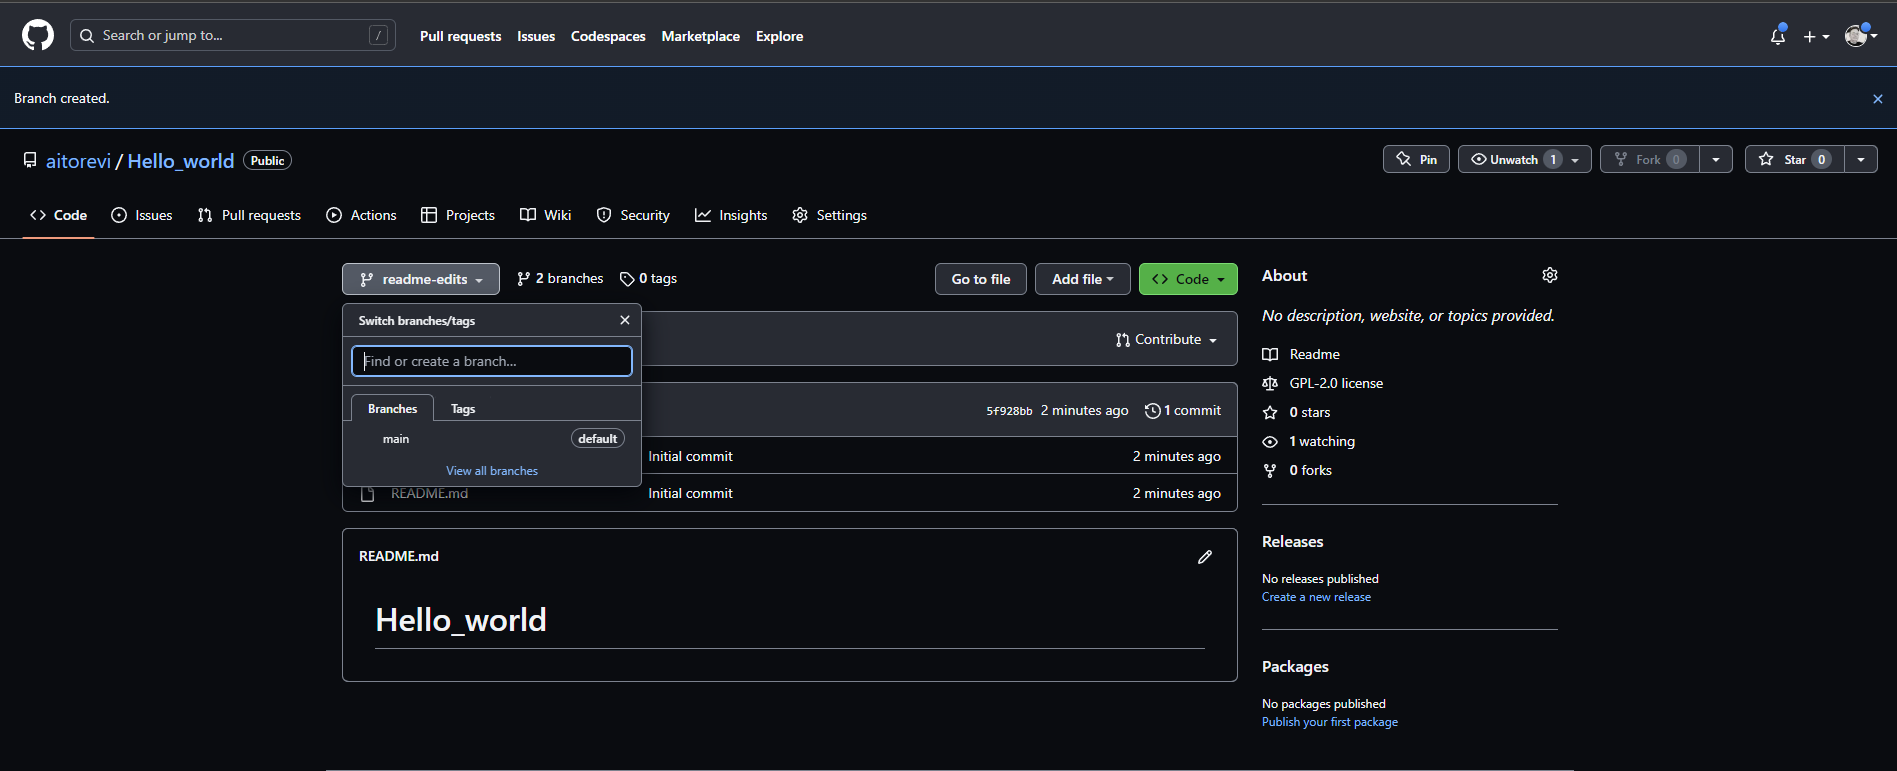 Search or jump to... / Pull requests Issues Codespaces Marketplace Explore
Branch created.
aitorevi / Hello_world Public Pin Unwatch 1 Fork 0 Star 0
Code Issues Pull requests Actions Projects Wiki Security Insights Settings
readme-edits 2 branches 0 tags Go to file Add file Code
Switch branches/tags
Find or create a branch...
Branches Tags
main default
View all branches
Contribute
5f928bb 2 minutes ago 1 commit
Initial commit 2 minutes ago
README.md Initial commit 2 minutes ago
README.md
Hello_world
About
No description, website, or topics provided.
Readme
GPL-2.0 license
0 stars
1 watching
0 forks
Releases
No releases published
Create a new release
Packages
No packages published
Publish your first package